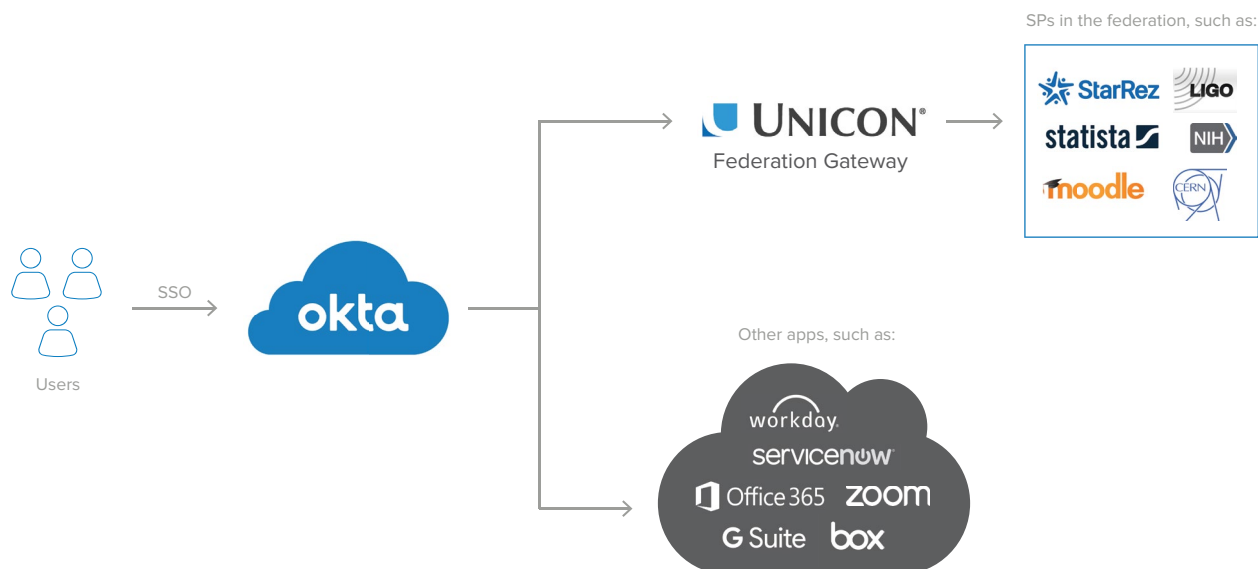 SPs in the federation, such as:
StarRez LIGO
statista NIH
moodle CERN
UNICON®
Federation Gateway
SSO
okta
Users
Other apps, such as:
workday.
servicenow
Office 365 zoom
G Suite box